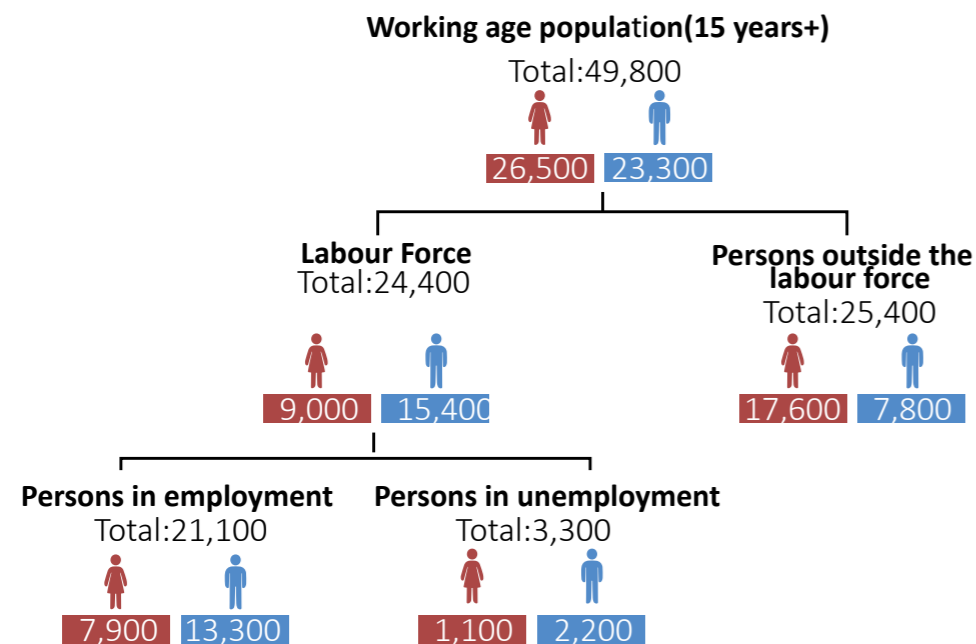 Working age population(15 years+)
Total:49,800
26,500 23,300
Labour Force
Total:24,400
Persons outside the
labour force
Total:25,400
9,000 15,400
17,600 7,800
Persons in employment
Total:21,100
Persons in unemployment
Total:3,300
7,900 13,300
1,100 2,200